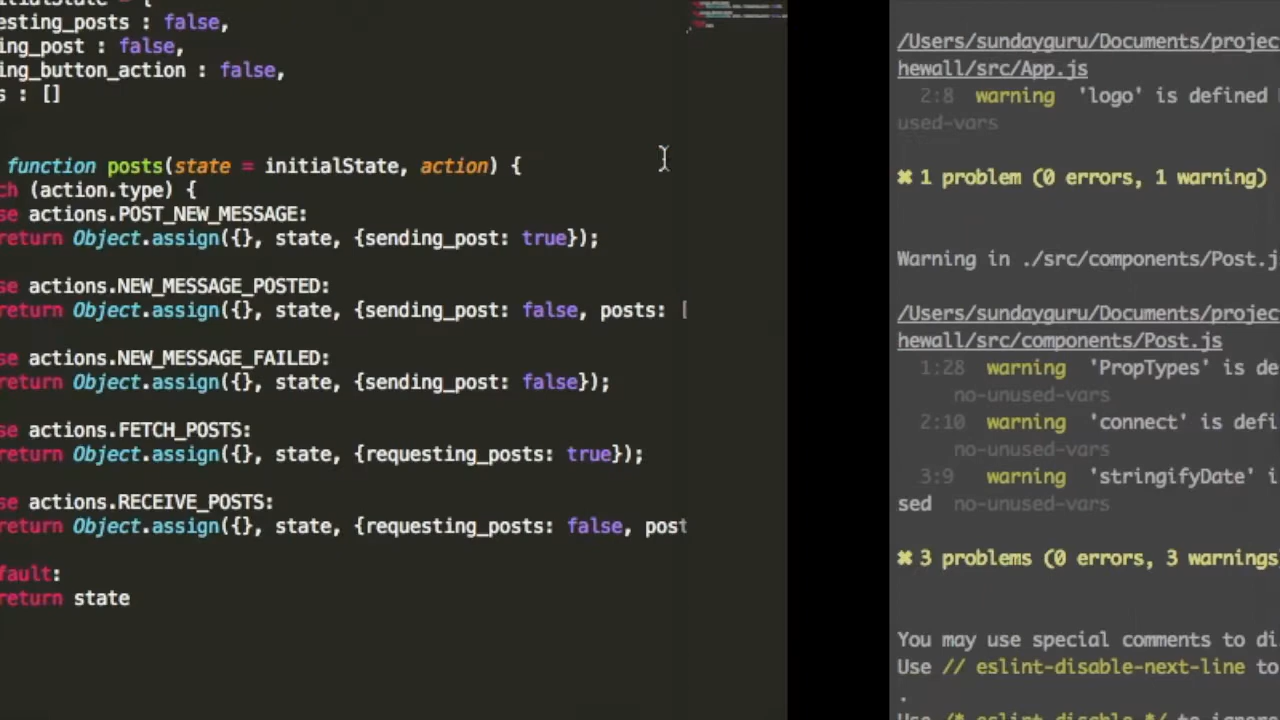 esting_posts : false,
ing_post : false,
ing_button_action : false,
s : []
function posts(state = initialState, action) {
ch (action.type) {
se actions.POST_NEW_MESSAGE:
return Object.assign({}, state, {sending_post: true});
se actions.NEW_MESSAGE_POSTED:
return Object.assign({}, state, {sending_post: false, posts: [
se actions.NEW_MESSAGE_FAILED:
return Object.assign({}, state, {sending_post: false});
se actions.FETCH_POSTS:
return Object.assign({}, state, {requesting_posts: true});
se actions.RECEIVE_POSTS:
return Object.assign({}, state, {requesting_posts: false, post
fault:
return state
/Users/sundayguru/Documents/projec
hewall/src/App.js
2:8 warning 'logo' is defined
used-vars
✖ 1 problem (0 errors, 1 warning)
Warning in ./src/components/Post.j
/Users/sundayguru/Documents/projec
hewall/src/components/Post.js
1:28 warning 'PropTypes' is de
no-unused-vars
2:10 warning 'connect' is defi
no-unused-vars
3:9 warning 'stringifyDate' i
sed no-unused-vars
✖ 3 problems (0 errors, 3 warnings
You may use special comments to di
Use // eslint-disable-next-line to
.
Use /* eslint-disable */ to ignore